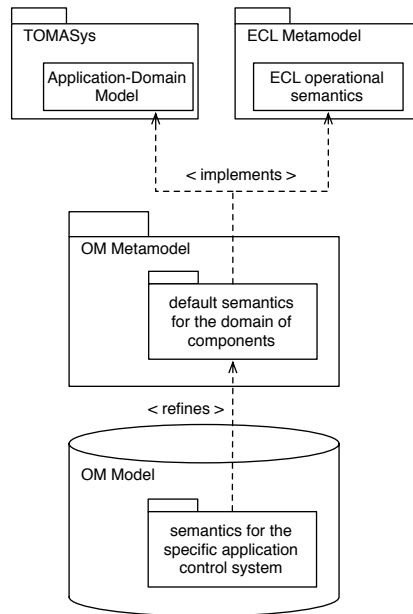 TOMASys
Application-Domain
Model
ECL Metamodel
ECL operational
semantics
< implements >
OM Metamodel
default semantics
for the domain of
components
< refines >
OM Model
semantics for the
specific application
control system